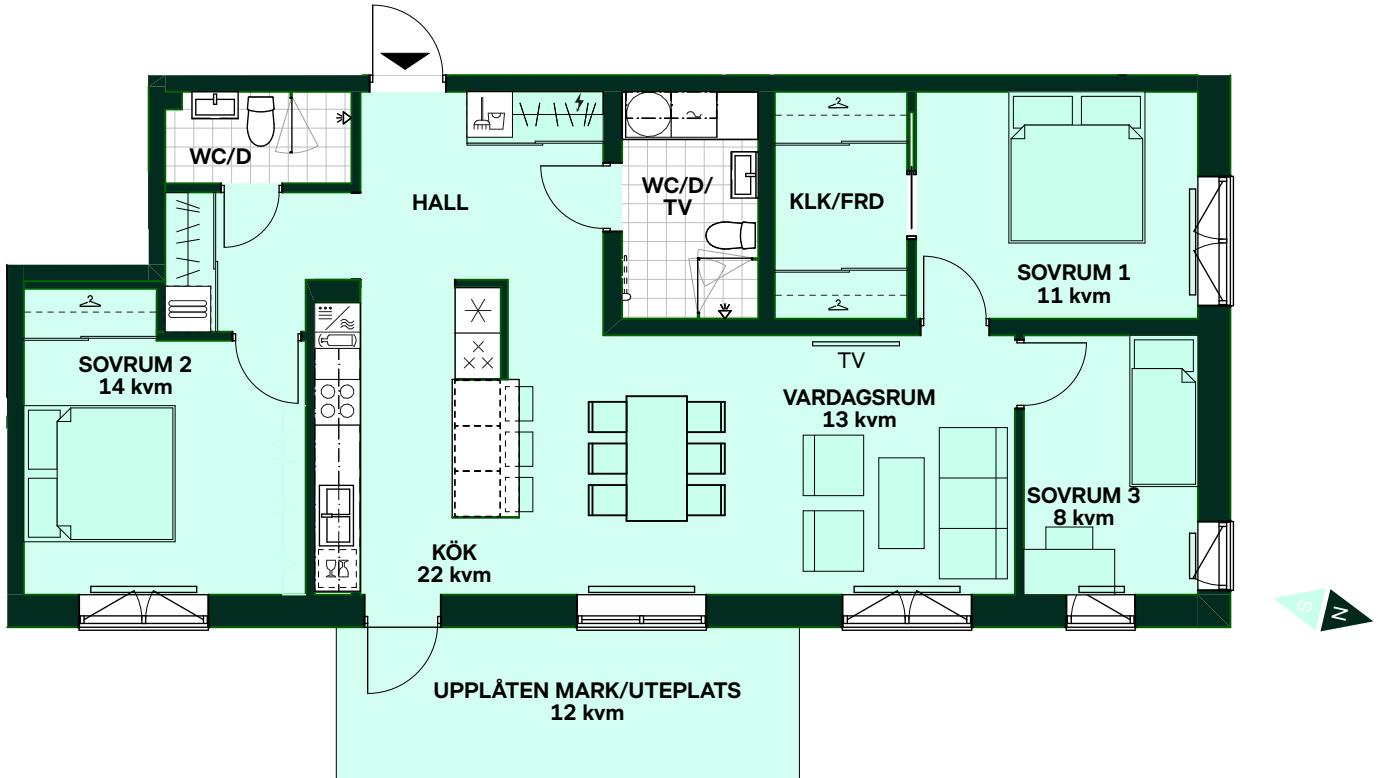 WC/D
HALL
WC/D/
TV
KLK/FRD
SOVRUM 1
11 kvm
SOVRUM 2
14 kvm
TV
VARDAGSRUM
13 kvm
SOVRUM 3
8 kvm
KÖK
22 kvm
S
N
UPPLÅTEN MARK/UTEPLATS
12 kvm